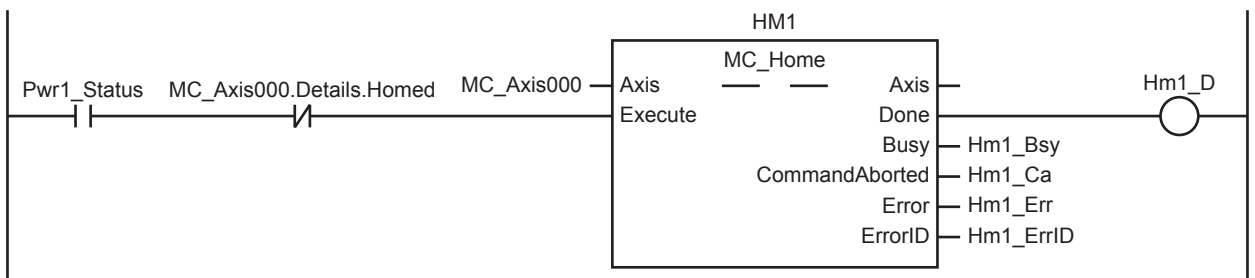 HM1
MC_Home
Pwr1_Status MC_Axis000.Details.Homed MC_Axis000 Axis Axis Hm1_D
Execute Done
Busy Hm1_Bsy
CommandAborted Hm1_Ca
Error Hm1_Err
ErrorID Hm1_ErrID